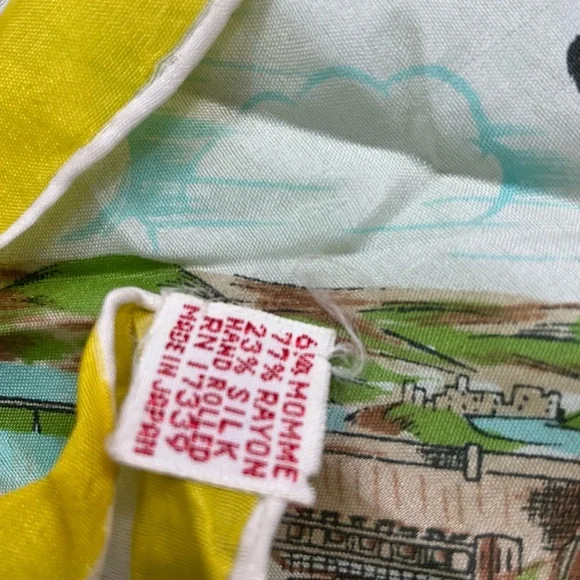 6½ MOMME
77% RAYON
23% SILK
HAND ROLLED
RN 17339
MADE IN JAPAN